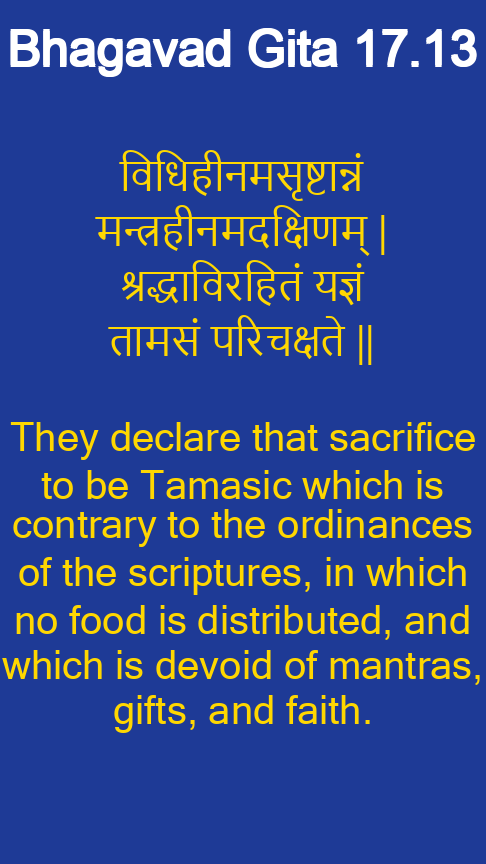 Bhagavad Gita 17.13
विधिहीनमसृष्टान्नं
मन्त्रहीनमदक्षिणम् |
श्रद्धाविरहितं यज्ञं
तामसं परिचक्षते ||
They declare that sacrifice
to be Tamasic which is
contrary to the ordinances
of the scriptures, in which
no food is distributed, and
which is devoid of mantras,
gifts, and faith.